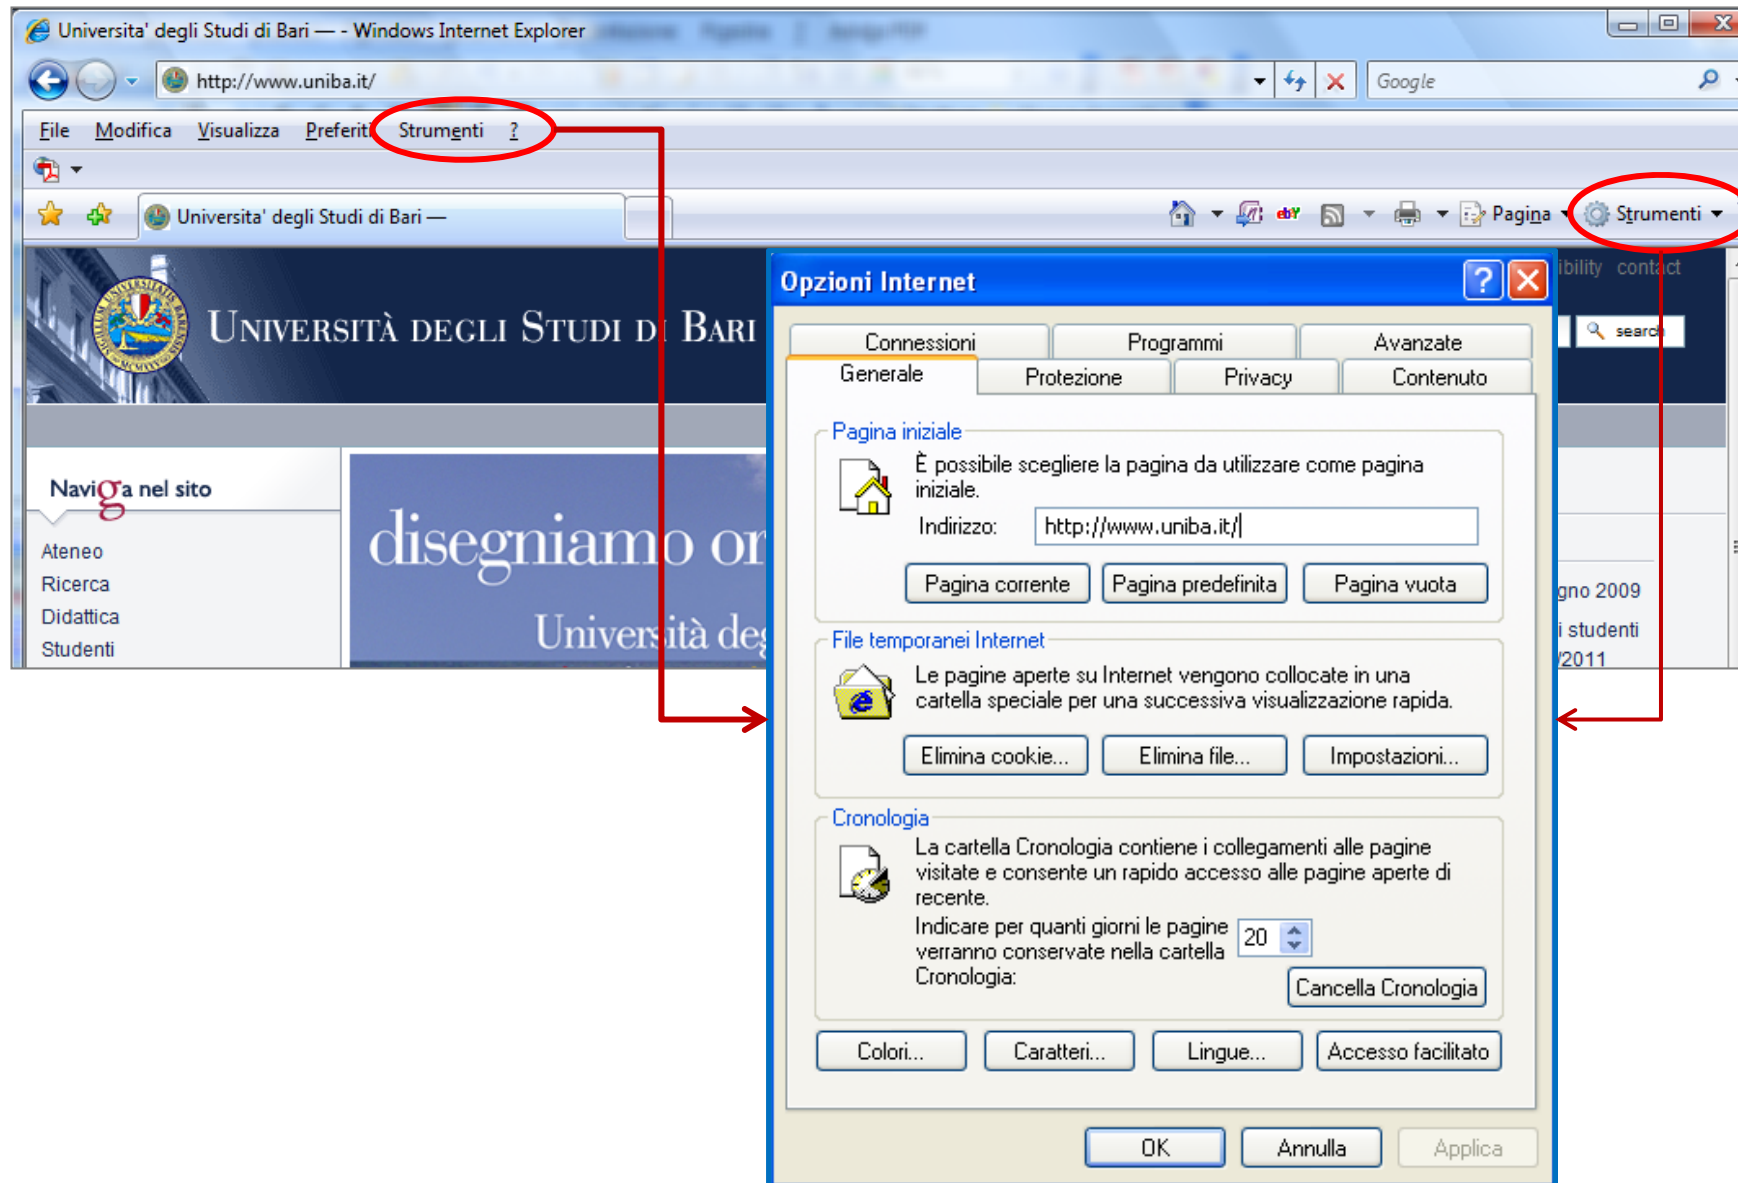 Universita' degli Studi di Bari — - Windows Internet Explorer
http://www.uniba.it/
Google
File Modifica Visualizza Preferiti Strumenti ?
Universita' degli Studi di Bari —
ebY
Pagina
Strumenti
ibility contact
UNIVERSITÀ DEGLI STUDI DI BARI
search
Naviga nel sito
Ateneo
Ricerca
Didattica
Studenti
disegniamo or
Università deg
gno 2009
i studenti
/2011
Opzioni Internet
Connessioni Programmi Avanzate
Generale Protezione Privacy Contenuto
Pagina iniziale
È possibile scegliere la pagina da utilizzare come pagina
iniziale.
Indirizzo: http://www.uniba.it/
Pagina corrente Pagina predefinita Pagina vuota
File temporanei Internet
Le pagine aperte su Internet vengono collocate in una
cartella speciale per una successiva visualizzazione rapida.
Elimina cookie... Elimina file... Impostazioni...
Cronologia
La cartella Cronologia contiene i collegamenti alle pagine
visitate e consente un rapido accesso alle pagine aperte di
recente.
Indicare per quanti giorni le pagine
verranno conservate nella cartella
Cronologia:
20
Cancella Cronologia
Colori... Caratteri... Lingue... Accesso facilitato
OK Annulla Applica